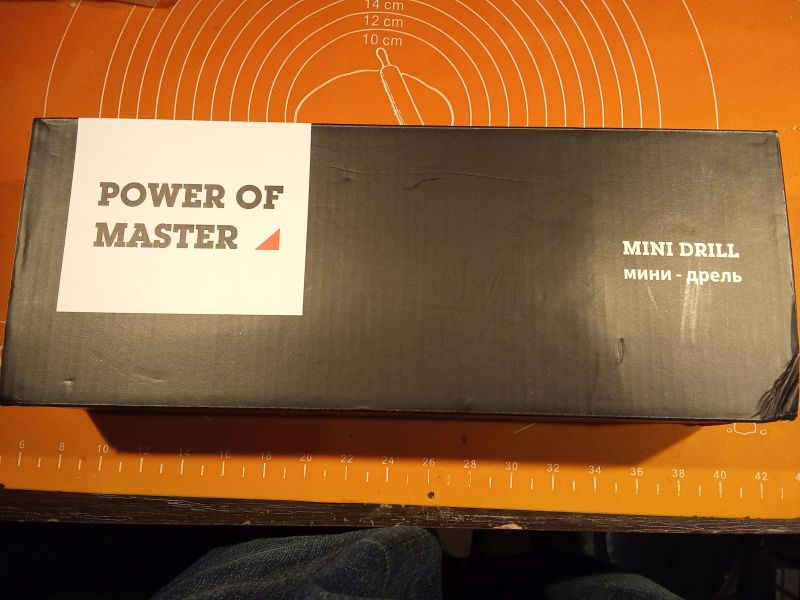 14 cm
12 cm
10 cm
POWER OF
MASTER
MINI DRILL
мини - дрель
6 8 10 12 14 16 18 20 22 24 26 28 30 32 34 36 38 40 42